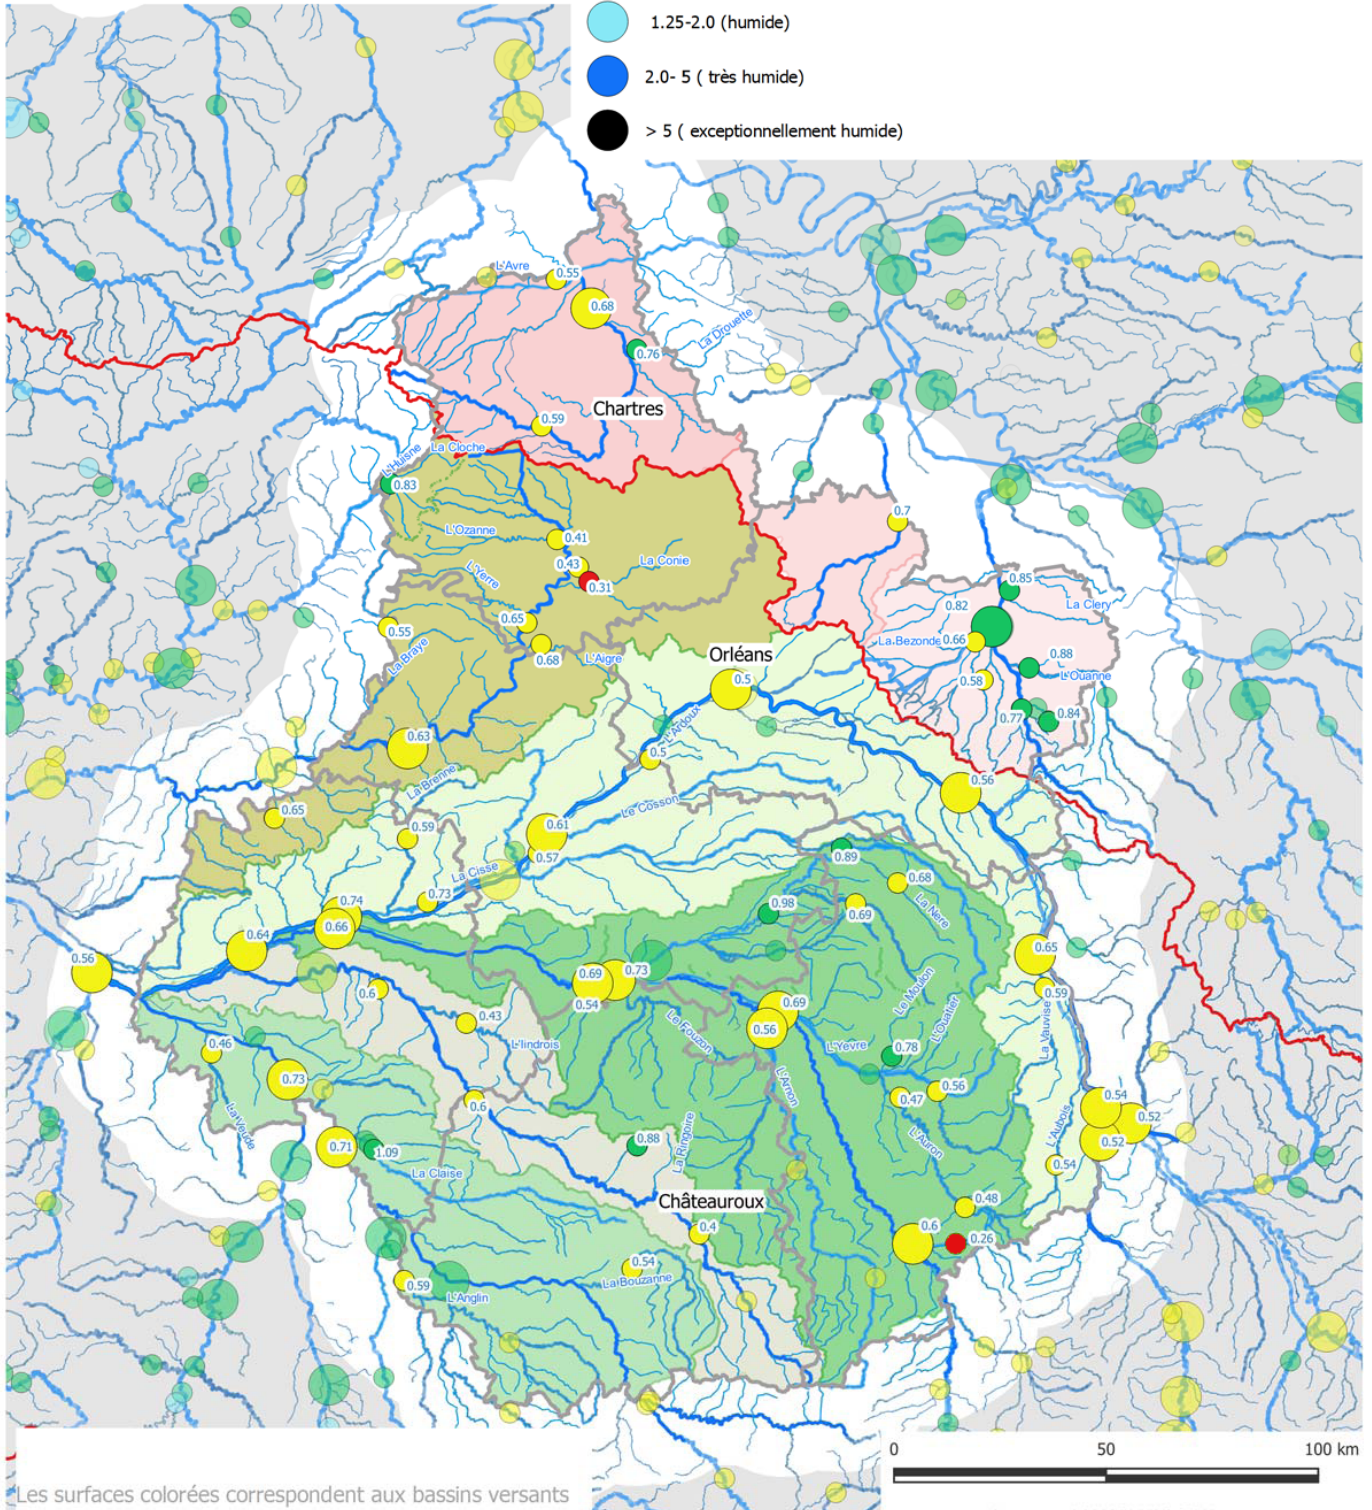 1.25-2.0 (humide)
2.0- 5 ( très humide)
> 5 ( exceptionnellement humide)
L'Avre
0.55
0.68
La Drouette
0.76
0.59
Chartres
La Cloche
L'Huisne
0.83
0.7
L'Ozanne
0.41
La Conie
0.43
L'Yerre
0.31
0.85
0.82
La Clery
0.65
0.55
La Bezonde
0.66
La Braye
0.68
L'Aigre
Orléans
0.88
L'Ouanne
0.5
0.58
0.77
0.84
L'Ardoux
0.63
0.5
La Brenne
0.56
Le Cosson
0.65
0.59
0.61
0.57
0.89
La Cisse
0.68
0.73
0.74
0.98
La Nere
0.69
0.66
0.64
0.65
0.56
0.69
0.73
Le Moulon
0.6
0.54
0.59
0.69
L'Ouatier
0.43
Le Fouzon
0.56
La Vauvise
L'Iindrois
L'Yèvre
0.46
0.78
0.73
L'Arnon
0.56
0.6
0.47
0.54
0.52
La Veude
L'Aubois
La Ringoire
0.88
L'Auron
0.52
0.71
1.09
0.54
La Claise
Châteauroux
0.48
0.4
0.6
0.26
0.54
0.59
La Bouzanne
L'Anglin
0 50 100 km
Les surfaces colorées correspondent aux bassins versants